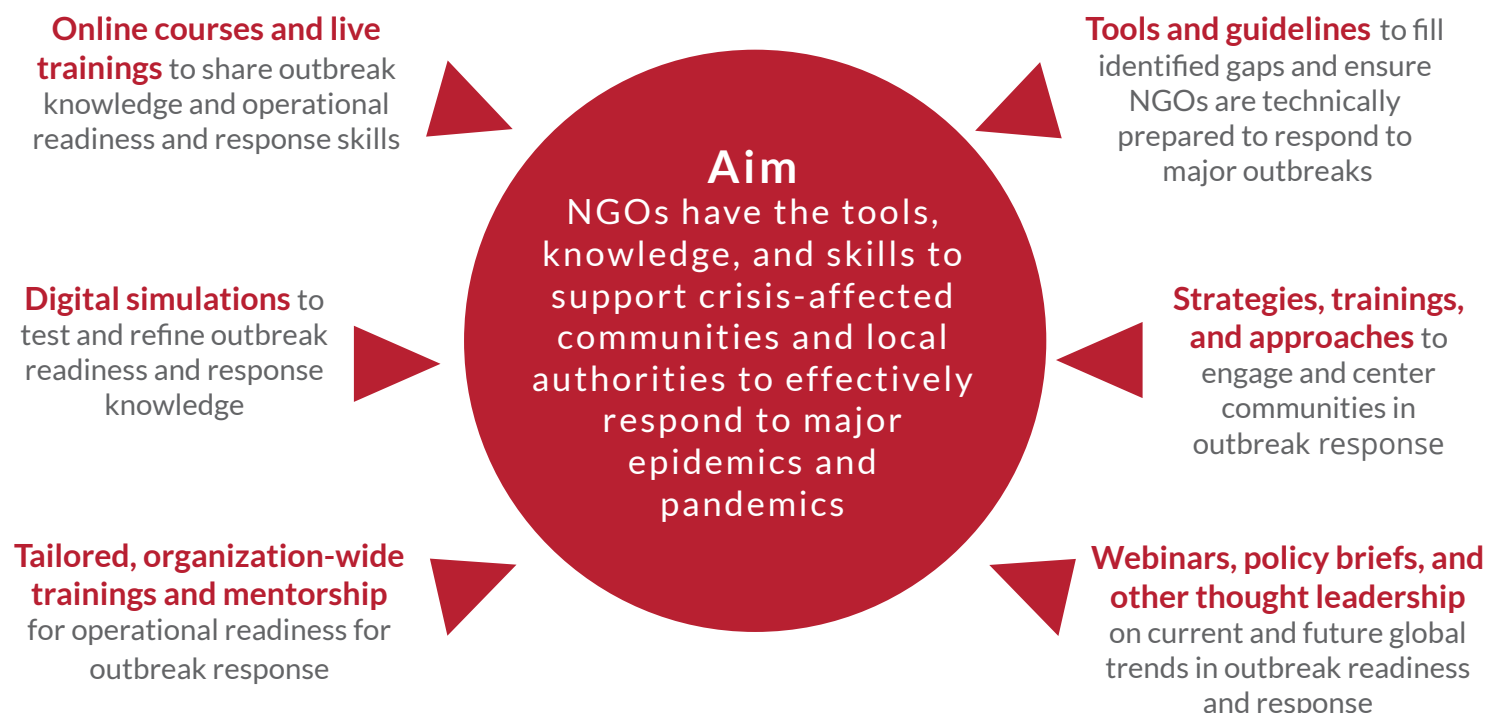 Online courses and live
trainings to share outbreak
knowledge and operational
readiness and response skills
Digital simulations to
test and refine outbreak
readiness and response
knowledge
Tailored, organization-wide
trainings and mentorship
for operational readiness for
outbreak response
Aim
NGOs have the tools,
knowledge, and skills to
support crisis-affected
communities and local
authorities to effectively
respond to major
epidemics and
pandemics
Tools and guidelines to fill
identified gaps and ensure
NGOs are technically
prepared to respond to
major outbreaks
Strategies, trainings,
and approaches to
engage and center
communities in
outbreak response
Webinars, policy briefs, and
other thought leadership
on current and future global
trends in outbreak readiness
and response